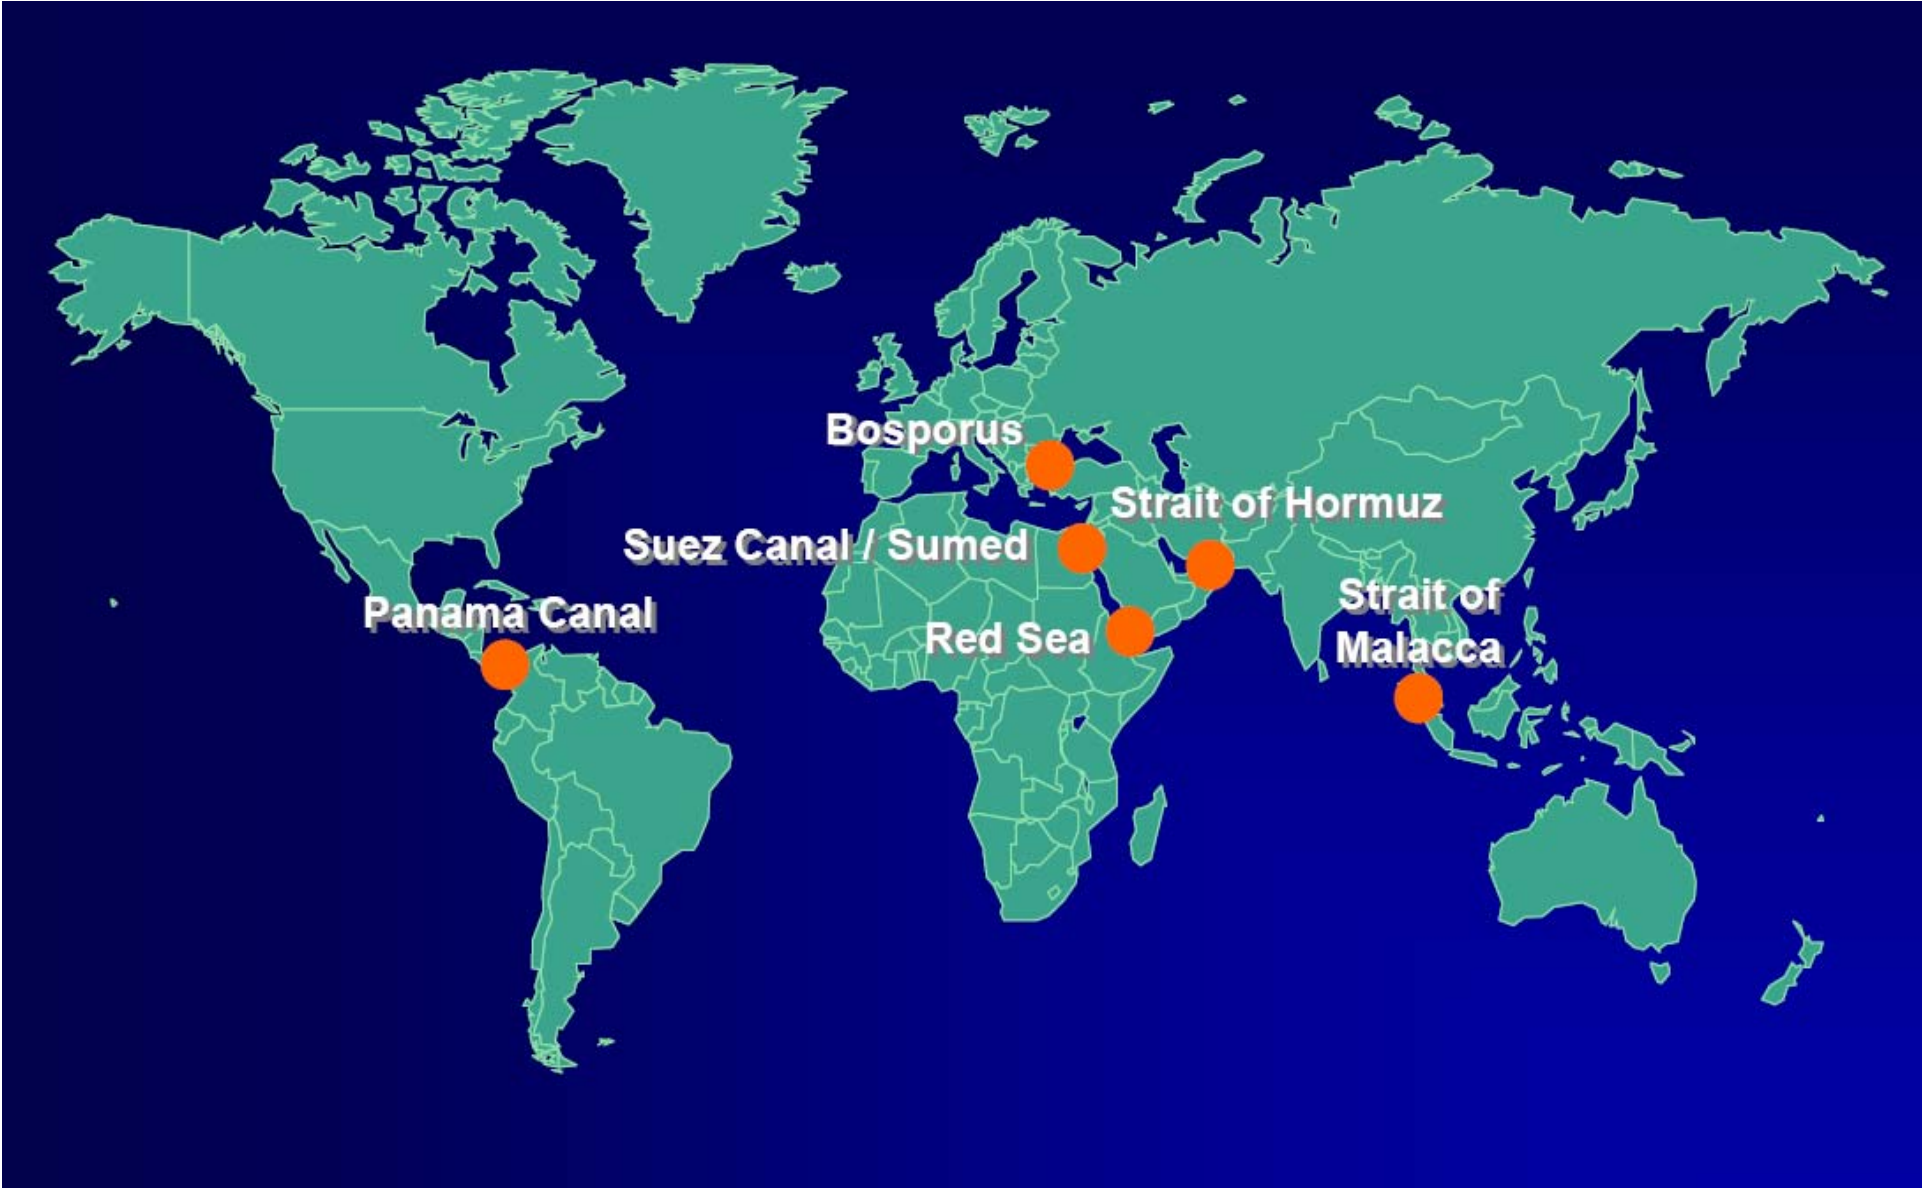 Bosporus
Strait of Hormuz
Suez Canal / Sumed
Strait of
Malacca
Panama Canal
Red Sea